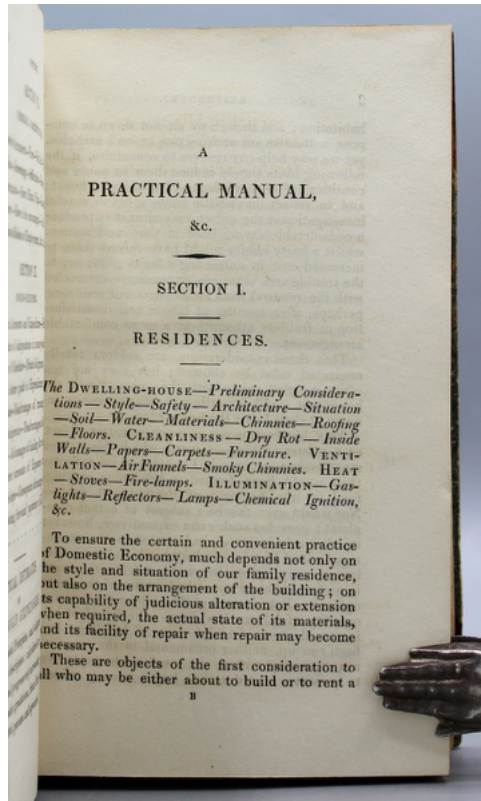 A
PRACTICAL MANUAL,
&c.
SECTION I.
RESIDENCES.
The DWELLING-HOUSE—Preliminary Considera-
tions—Style—Safety—Architecture—Situation
—Soil—Water—Materials—Chimnies—Roofing
—Floors. CLEANLINESS—Dry Rot—Inside
Walls—Papers—Carpets—Furniture. VENTI-
LATION—Air Funnels—Smoky Chimnies. HEAT
—Stoves—Fire-lamps. ILLUMINATION—Gas-
lights—Reflectors—Lamps—Chemical Ignition,
&c.
To ensure the certain and convenient practice
of Domestic Economy, much depends not only on
the style and situation of our family residence,
but also on the arrangement of the building; on
its capability of judicious alteration or extension
when required, the actual state of its materials,
and its facility of repair when repair may become
necessary.
These are objects of the first consideration to
all who may be either about to build or to rent a
B